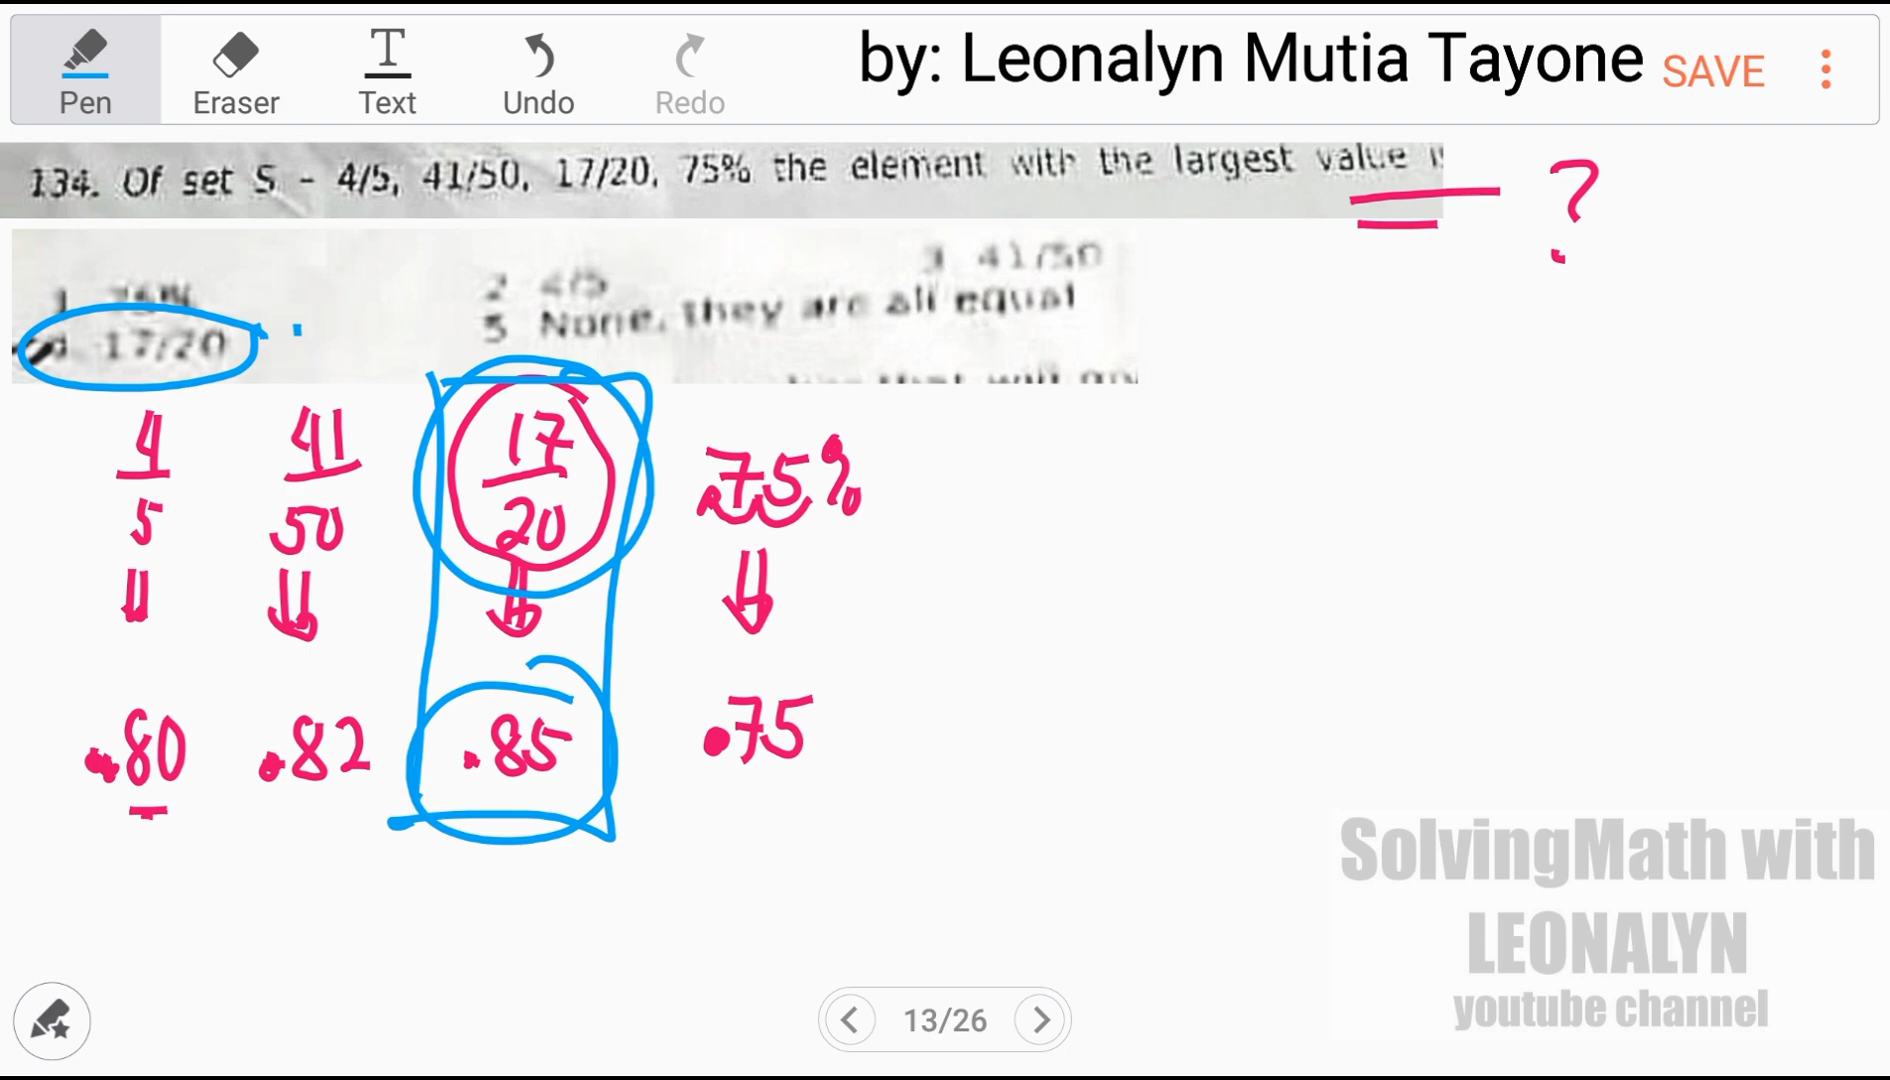 by: Leonalyn Mutia Tayone
SAVE
Pen
Eraser
Text
Undo
Redo
134. Of set S - 4/5, 41/50, 17/20, 75% the element with the largest value
?
2 4/5
3 41/50
4. 17/20
5 None, they are all equal
4/5
41/50
17/20
75%
.80
.82
.85
.75
SolvingMath with
LEONALYN
youtube channel
13/26